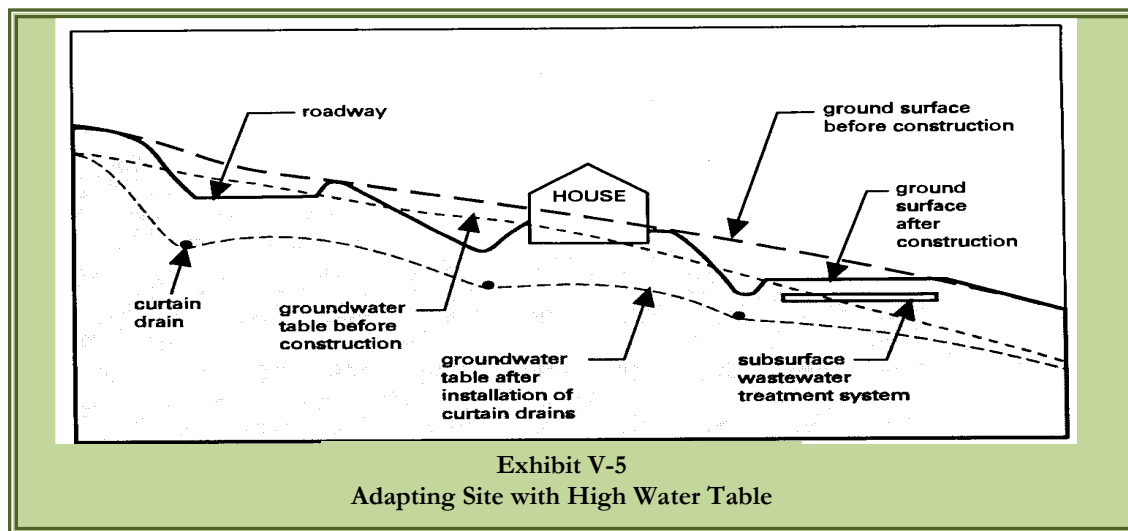 roadway
ground surface
before construction
HOUSE
ground
surface
after
construction
curtain
drain
groundwater
table before
construction
groundwater
table after
installation of
curtain drains
subsurface
wastewater
treatment system
Exhibit V-5
Adapting Site with High Water Table